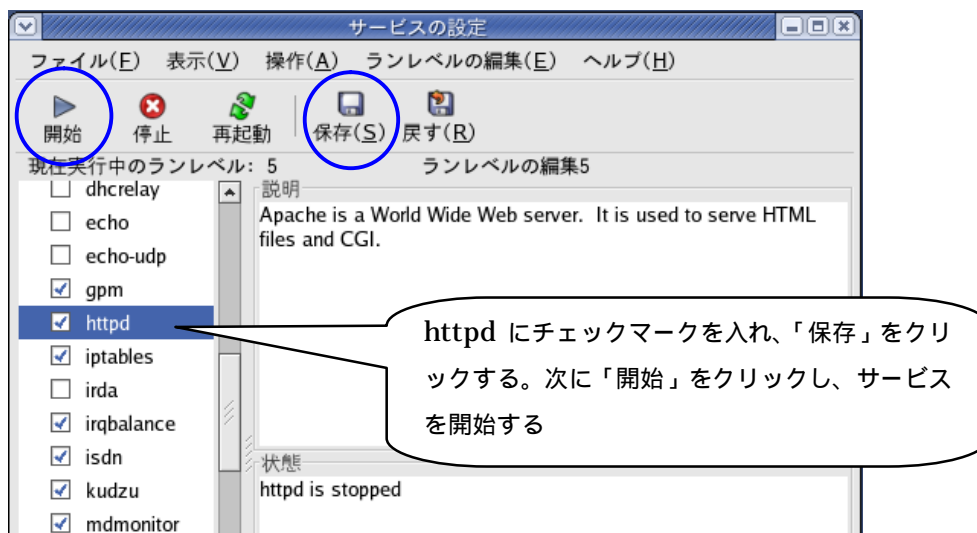 サービスの設定
ファイル(F) 表示(V) 操作(A) ランレベルの編集(E) ヘルプ(H)
開始 停止 再起動 保存(S) 戻す(R)
現在実行中のランレベル: 5 ランレベルの編集5
dhcrelay
echo
echo-udp
gpm
httpd
iptables
irda
irqbalance
isdn
kudzu
mdmonitor
説明
Apache is a World Wide Web server. It is used to serve HTML
files and CGI.
httpd にチェックマークを入れ、「保存」をクリ
ックする。次に「開始」をクリックし、サービス
を開始する
状態
httpd is stopped